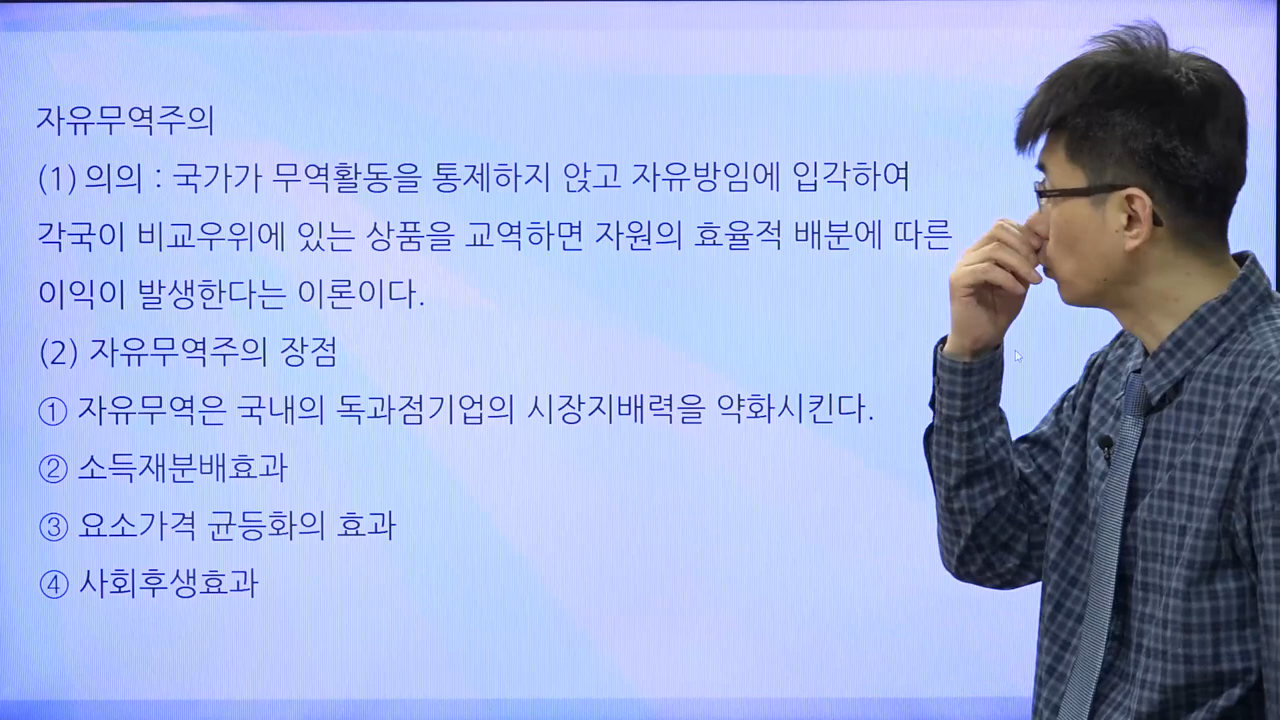 자유무역주의
(1) 의의 : 국가가 무역활동을 통제하지 않고 자유방임에 입각하여
각국이 비교우위에 있는 상품을 교역하면 자원의 효율적 배분에 따른
이익이 발생한다는 이론이다.
(2) 자유무역주의 장점
① 자유무역은 국내의 독과점기업의 시장지배력을 약화시킨다.
② 소득재분배효과
③ 요소가격 균등화의 효과
④ 사회후생효과